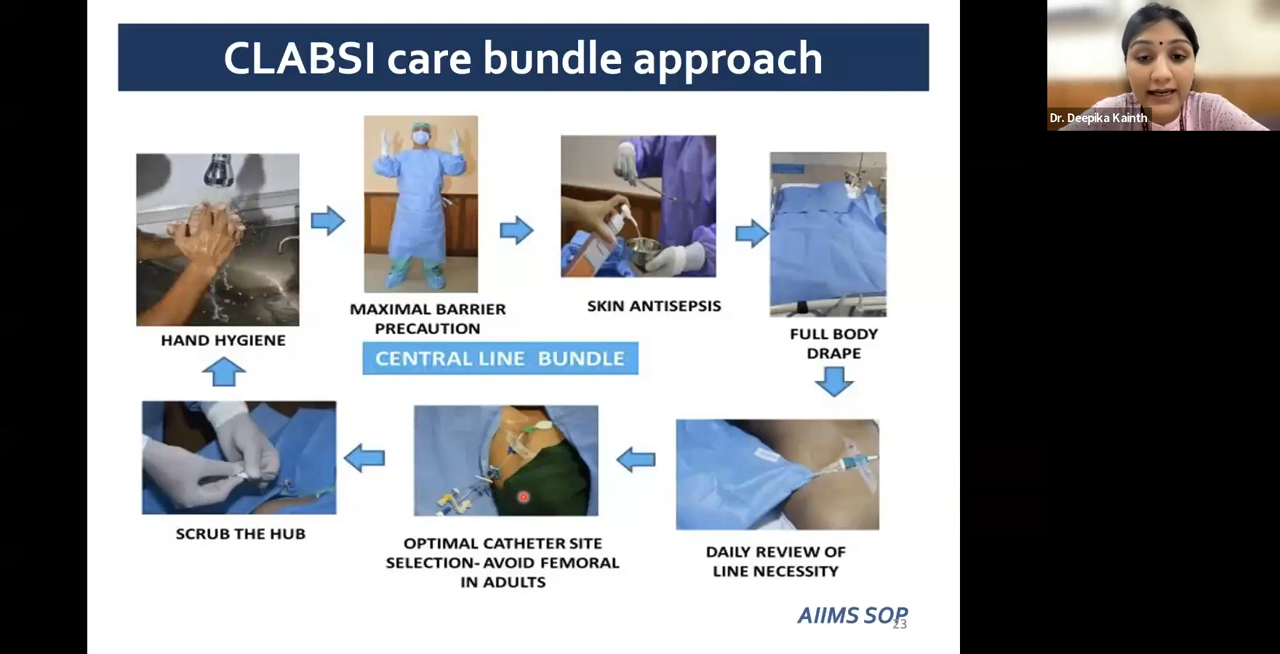 CLABSI care bundle approach
Dr. Deepika Kainth
HAND HYGIENE
MAXIMAL BARRIER
PRECAUTION
SKIN ANTISEPSIS
FULL BODY
DRAPE
CENTRAL LINE BUNDLE
SCRUB THE HUB
OPTIMAL CATHETER SITE
SELECTION- AVOID FEMORAL
IN ADULTS
DAILY REVIEW OF
LINE NECESSITY
AIIMS SOP
23